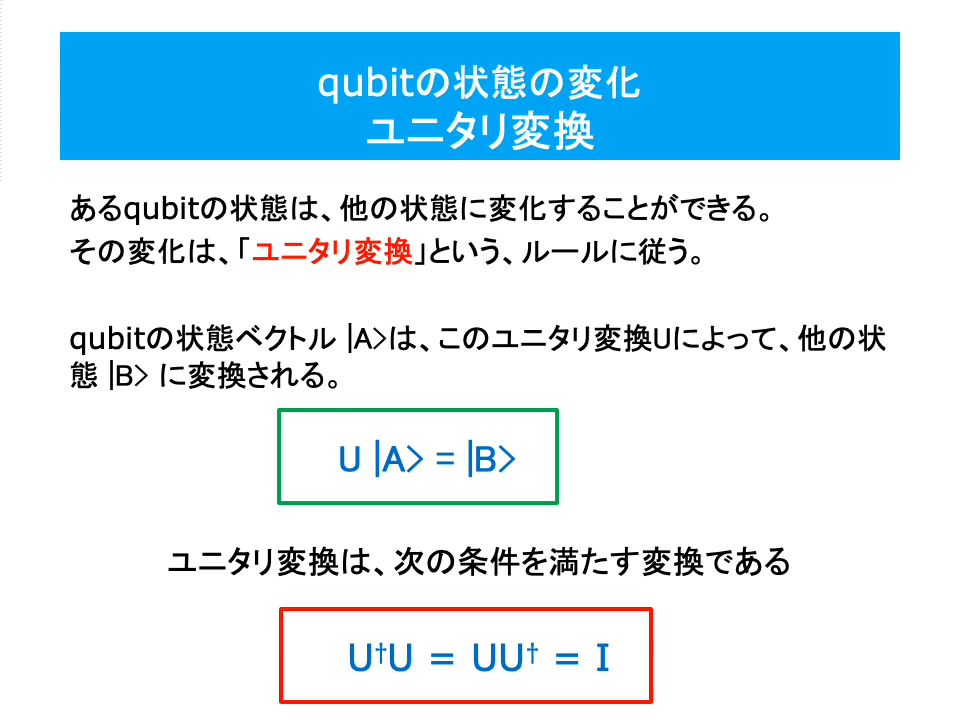 qubitの状態の変化
ユニタリ変換
あるqubitの状態は、他の状態に変化することができる。
その変化は、「ユニタリ変換」という、ルールに従う。
qubitの状態ベクトル |A>は、このユニタリ変換Uによって、他の状
態 |B> に変換される。
U |A> = |B>
ユニタリ変換は、次の条件を満たす変換である
U†U = UU† = I